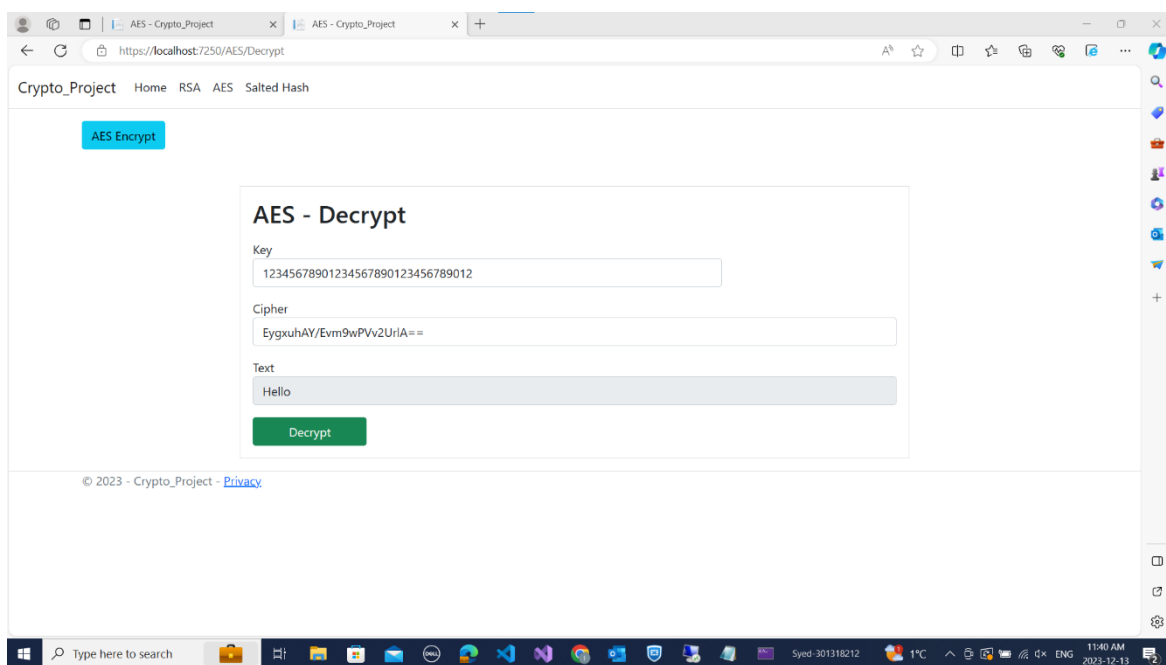 AES - Crypto_Project
AES - Crypto_Project
https://localhost:7250/AES/Decrypt
Crypto_Project Home RSA AES Salted Hash
AES Encrypt
AES - Decrypt
Key
12345678901234567890123456789012
Cipher
EygxuhAY/Evm9wPVv2UrlA==
Text
Hello
Decrypt
© 2023 - Crypto_Project - Privacy
Type here to search
Syed-301318212
1°C
ENG
11:40 AM
2023-12-13